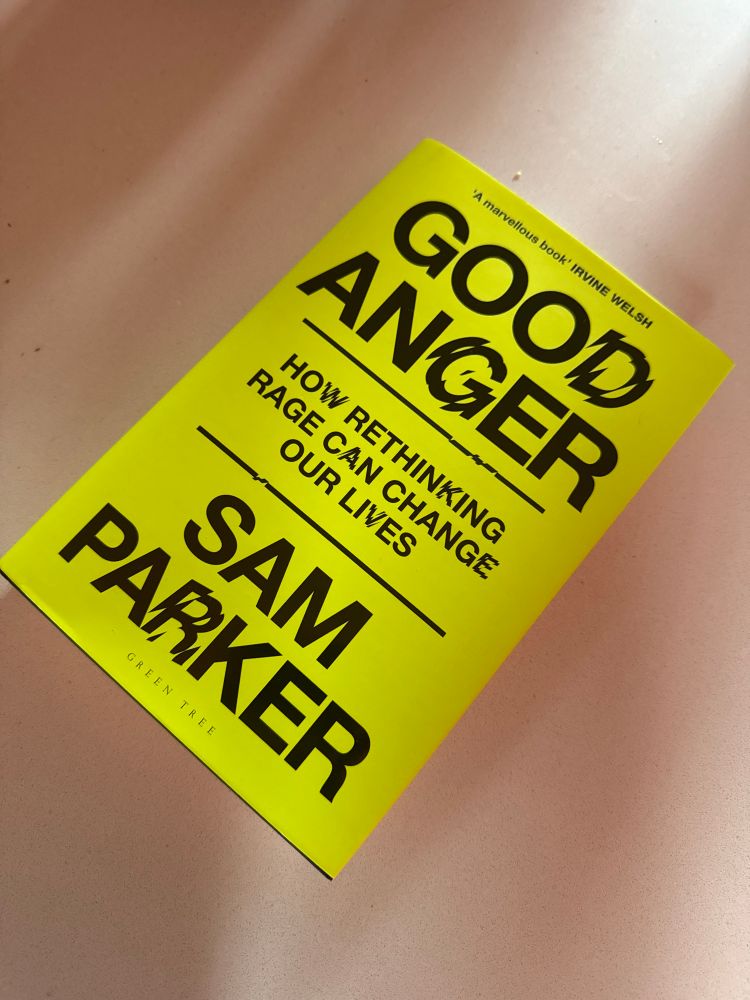 'A marvellous book' IRVINE WELSH
GOOD
ANGER
HOW RETHINKING
RAGE CAN CHANGE
OUR LIVES
SAM
PARKER
GREEN TREE